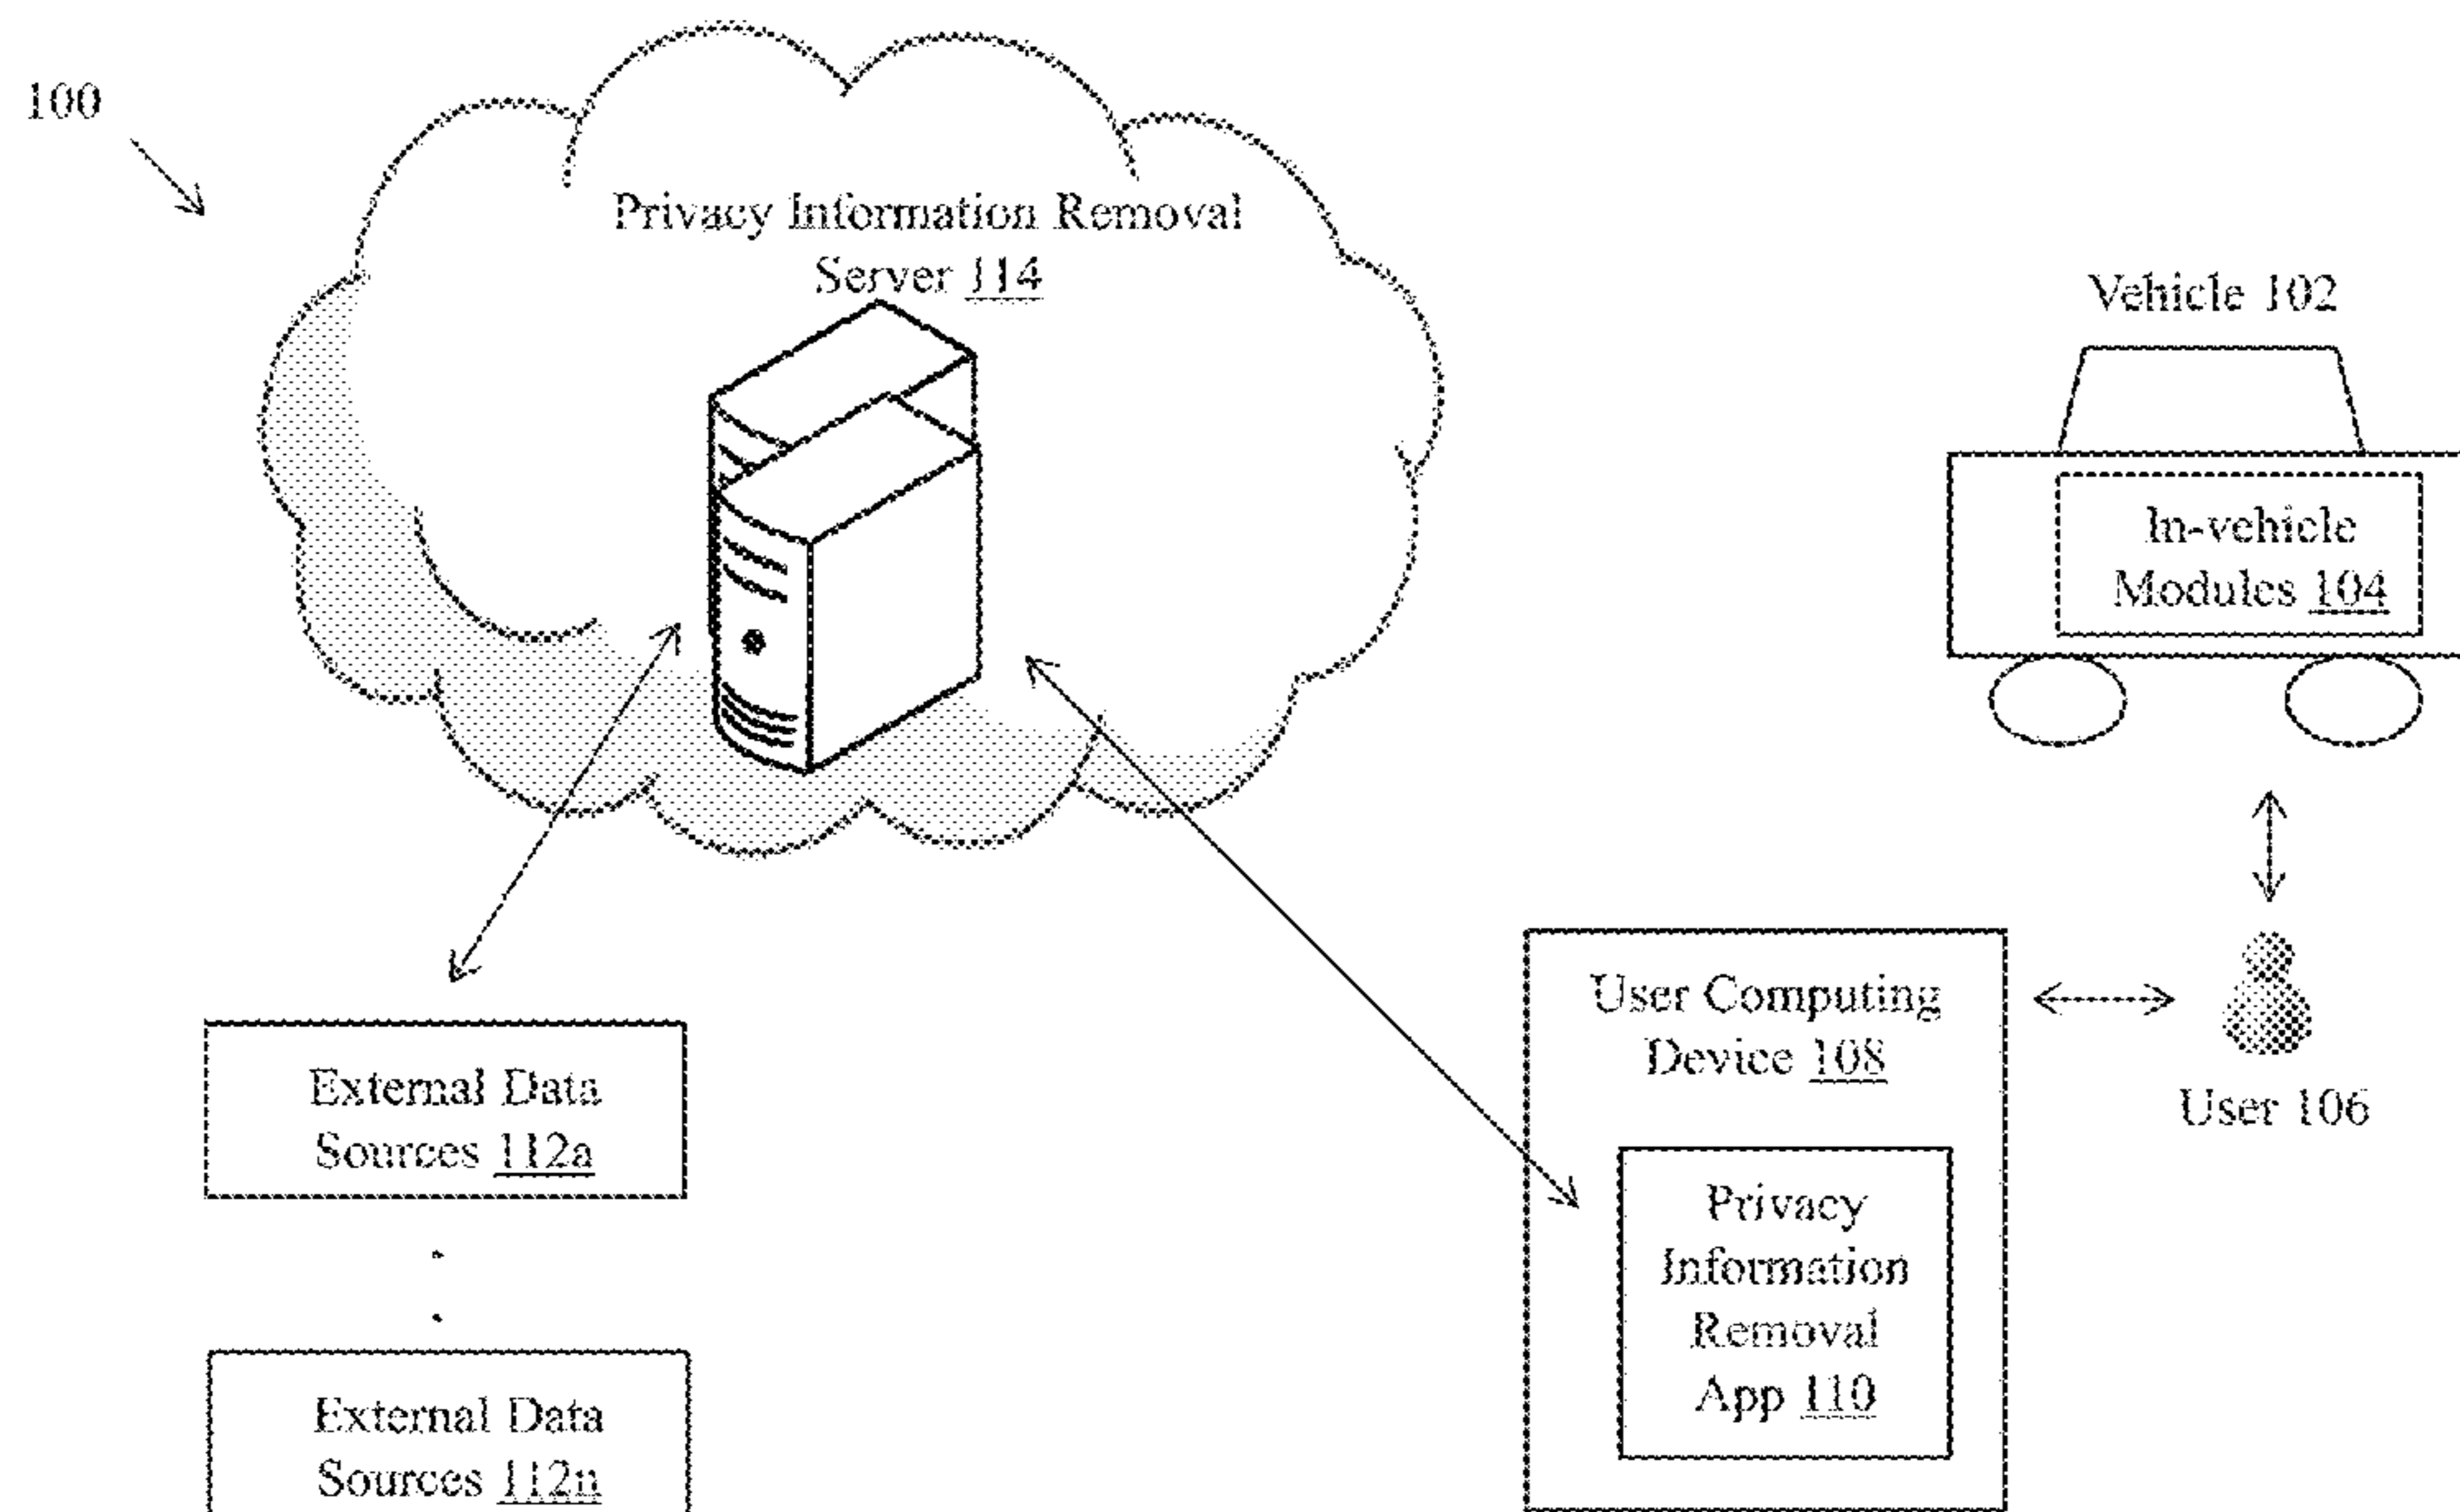 100
Privacy Information Removal
Server 114
Vehicle 102
In-vehicle
Modules 104
User Computing
Device 108
User 106
Privacy
Information
Removal
App 110
External Data
Sources 112a
External Data
Sources 112n